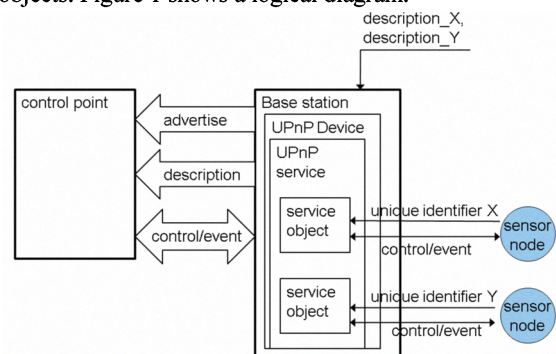 objects. Figure 1 shows a logical diagram.
description_X,
description_Y
control point
Base station
advertise
UPnP Device
UPnP
service
description
service
object
unique identifier X
sensor
node
control/event
control/event
service
object
unique identifier Y
sensor
node
control/event